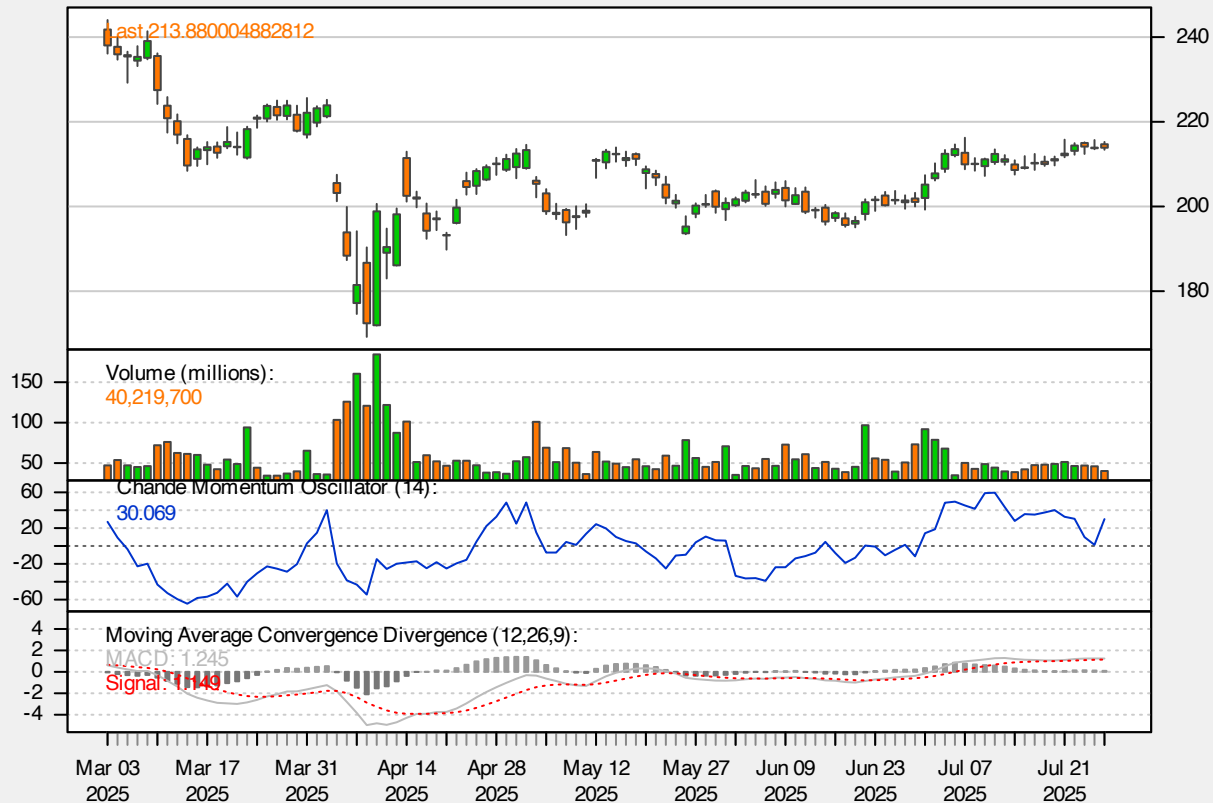 Last 213.880004882812
240
220
200
180
Volume (millions):
40,219,700
150
100
50
Chande Momentum Oscillator (14):
30.069
60
20
-20
-60
Moving Average Convergence Divergence (12,26,9):
MACD: 1.245
Signal: 1.149
4
2
0
-2
-4
Mar 03 Mar 17 Mar 31 Apr 14 Apr 28 May 12 May 27 Jun 09 Jun 23 Jul 07 Jul 21
2025 2025 2025 2025 2025 2025 2025 2025 2025 2025 2025